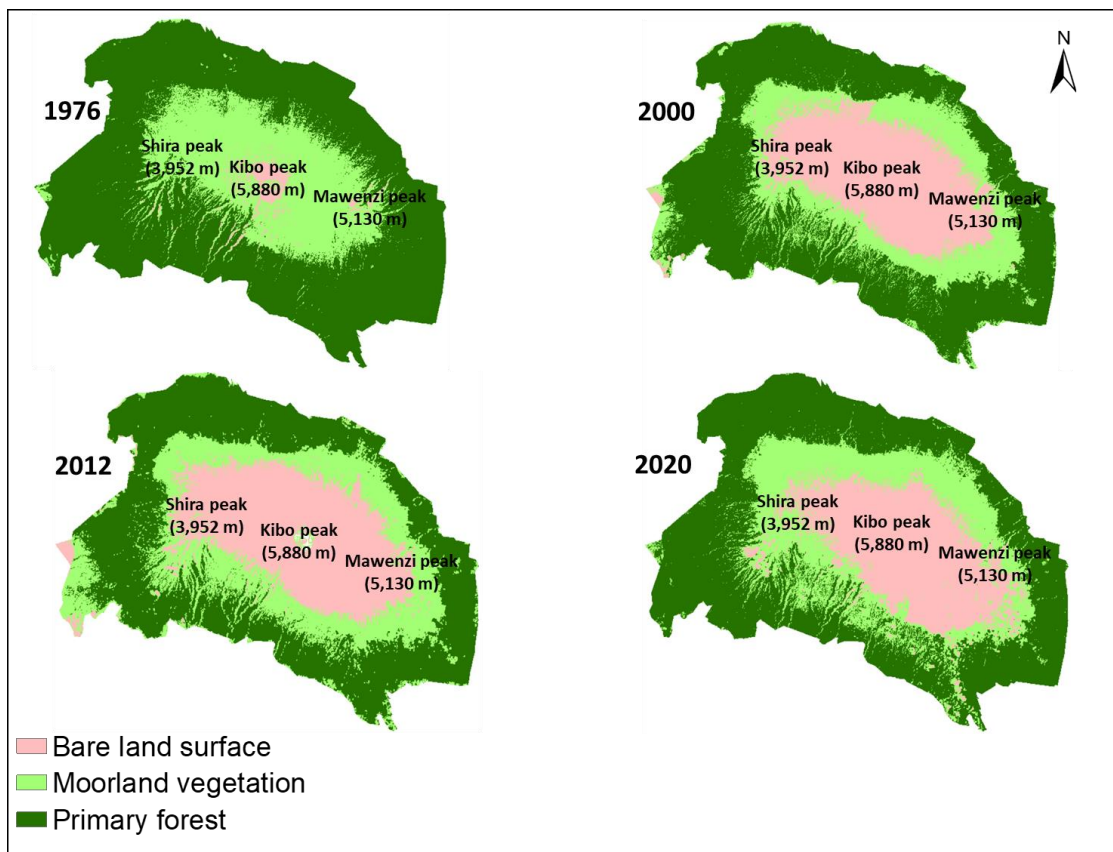 N
1976
Shira peak
(3,952 m)
Kibo peak
(5,880 m)
Mawenzi peak
(5,130 m)
2000
Shira peak
(3,952 m)
Kibo peak
(5,880 m)
Mawenzi peak
(5,130 m)
2012
Shira peak
(3,952 m)
Kibo peak
(5,880 m)
Mawenzi peak
(5,130 m)
2020
Shira peak
(3,952 m)
Kibo peak
(5,880 m)
Mawenzi peak
(5,130 m)
Bare land surface
Moorland vegetation
Primary forest